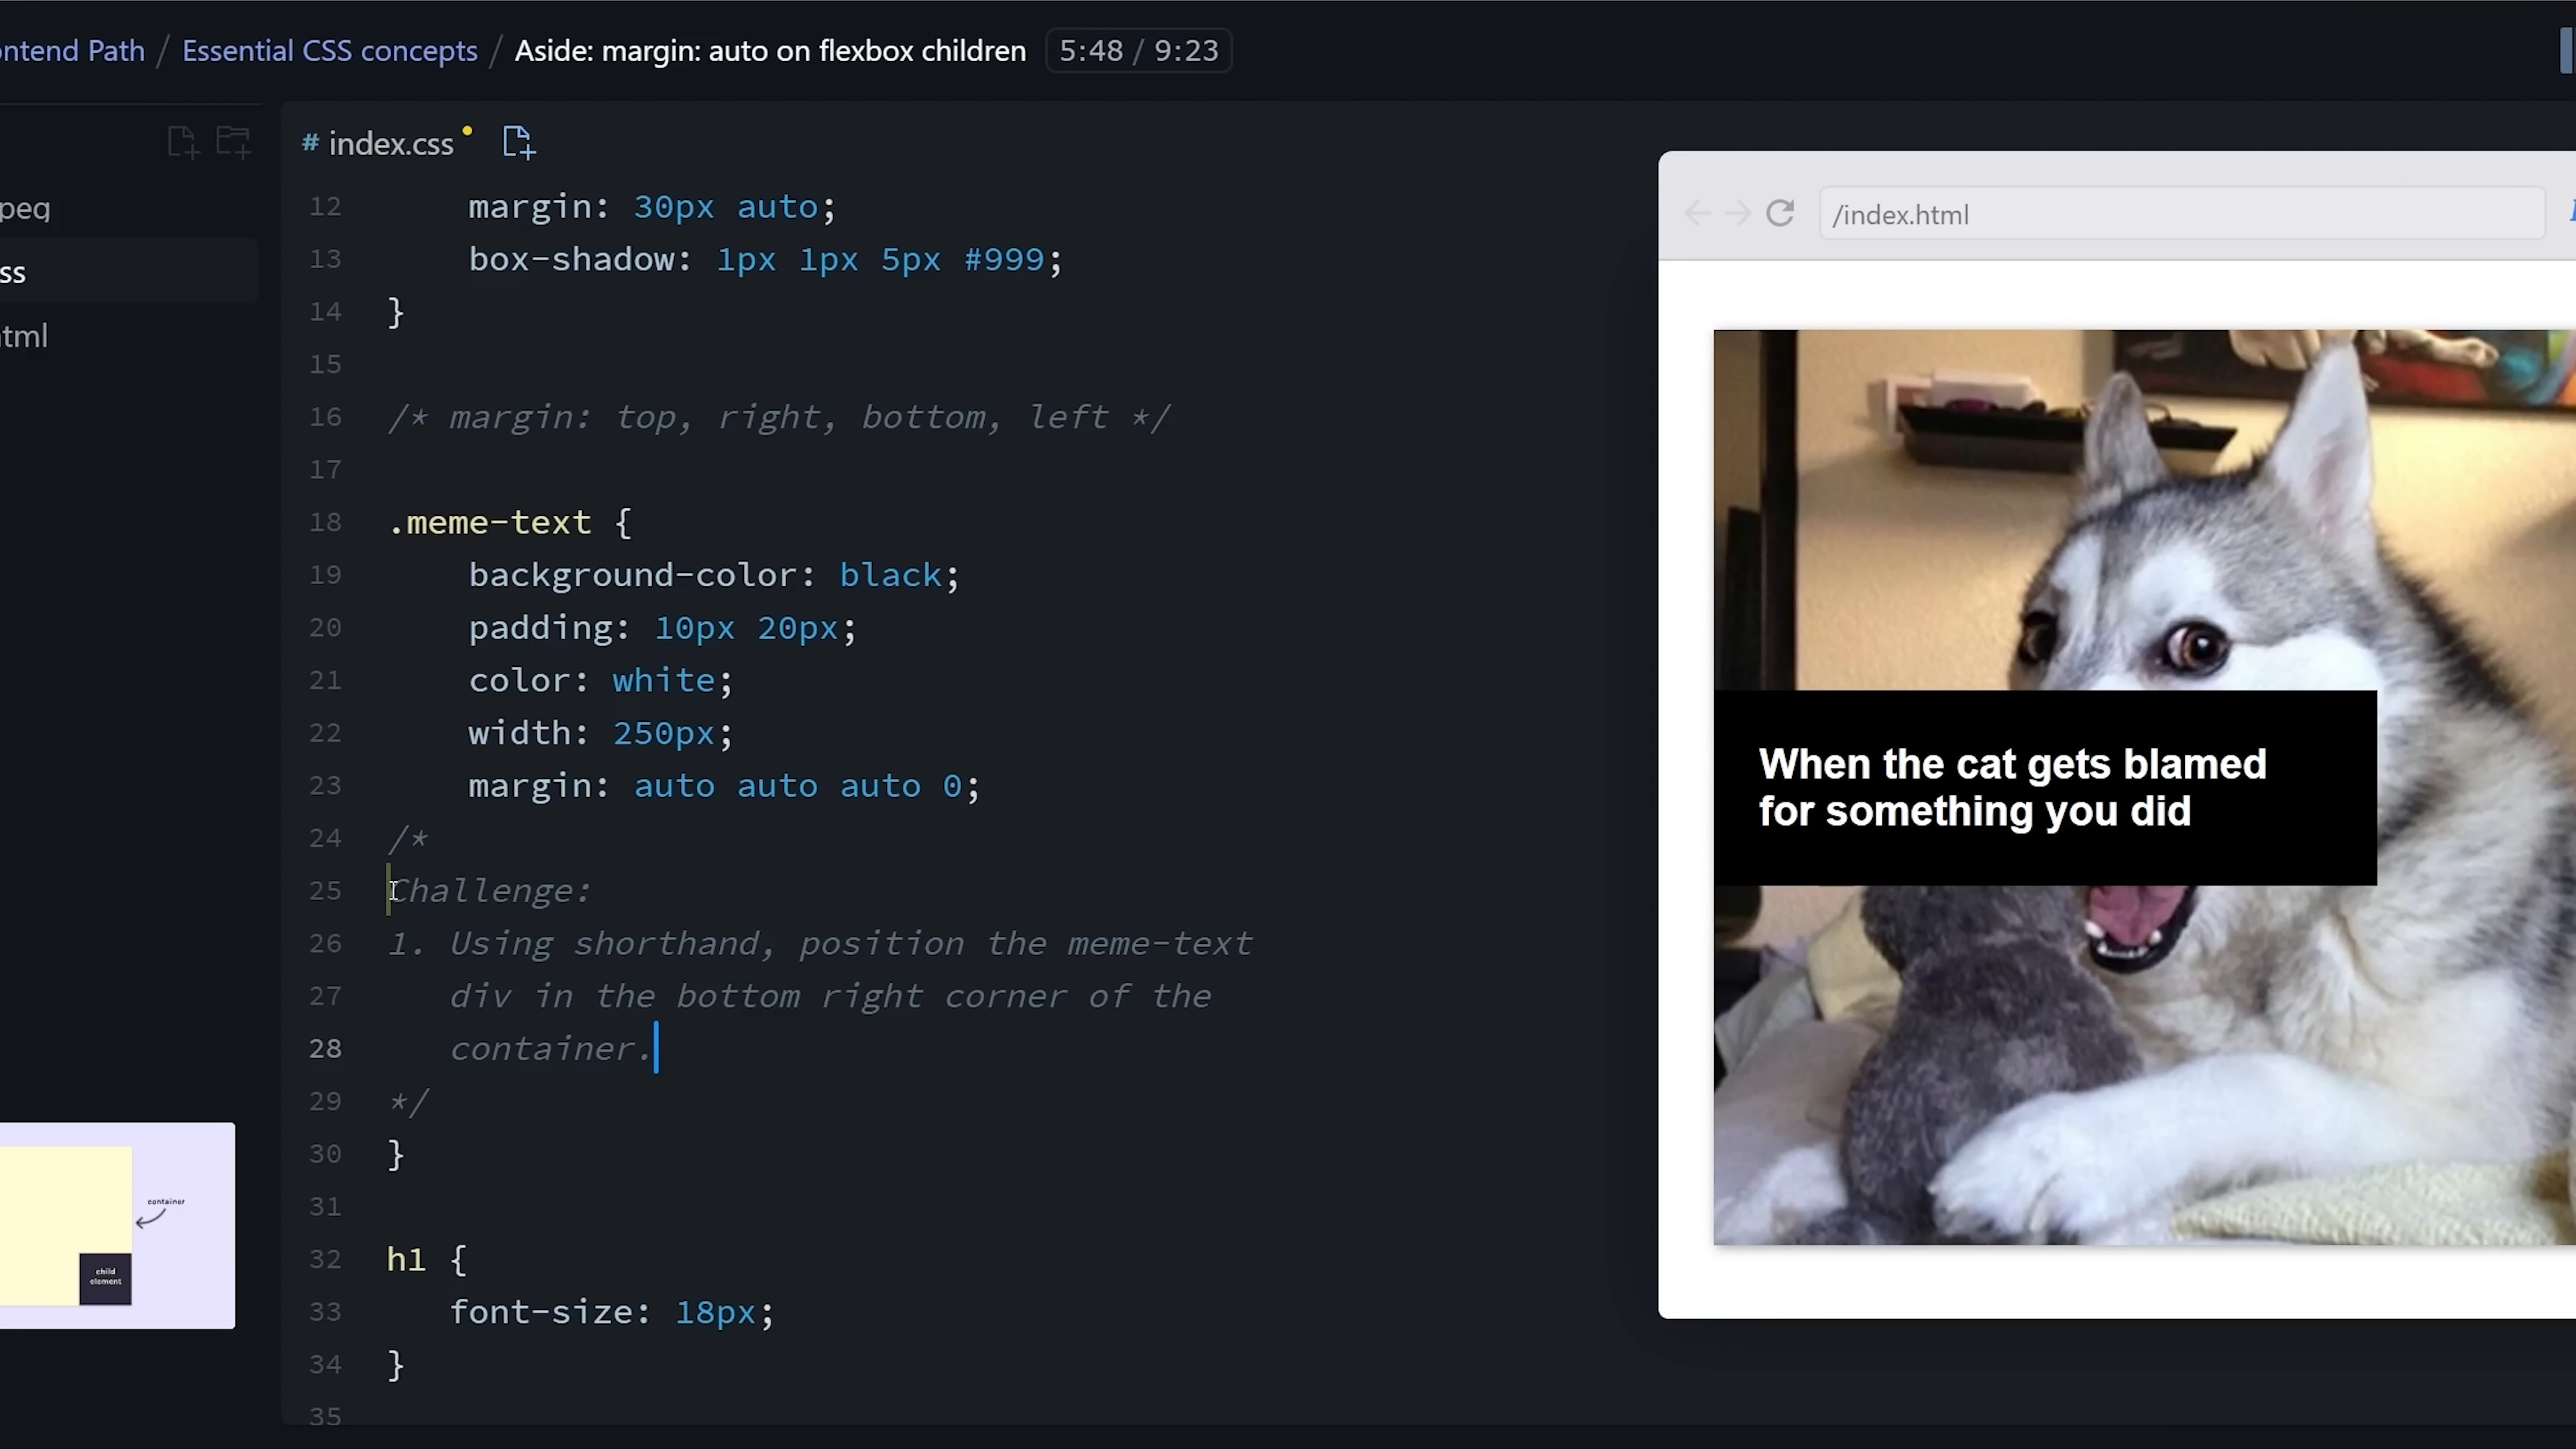 ntend Path / Essential CSS concepts / Aside: margin: auto on flexbox children 5:48 / 9:23
# index.css
/index.html
peq
ss
tml
12 margin: 30px auto;
13 box-shadow: 1px 1px 5px #999;
14 }
15
16 /* margin: top, right, bottom, left */
17
18 .meme-text {
19 background-color: black;
20 padding: 10px 20px;
21 color: white;
22 width: 250px;
23 margin: auto auto auto 0;
24 /*
25 Challenge:
26 1. Using shorthand, position the meme-text
27 div in the bottom right corner of the
28 container.
29 */
30 }
31
32 h1 {
33 font-size: 18px;
34 }
35
When the cat gets blamed
for something you did
container
child
element